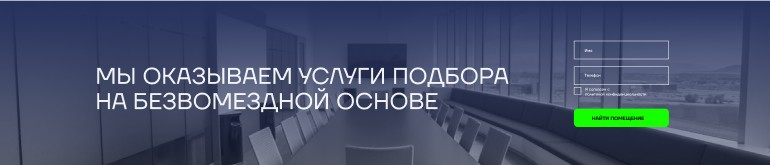 МЫ ОКАЗЫВАЕМ УСЛУГИ ПОДБОРА
НА БЕЗВОМЕЗДНОЙ ОСНОВЕ
Имя
Телефон
Я согласен с
политикой конфиденциальности
НАЙТИ ПОМЕЩЕНИЕ